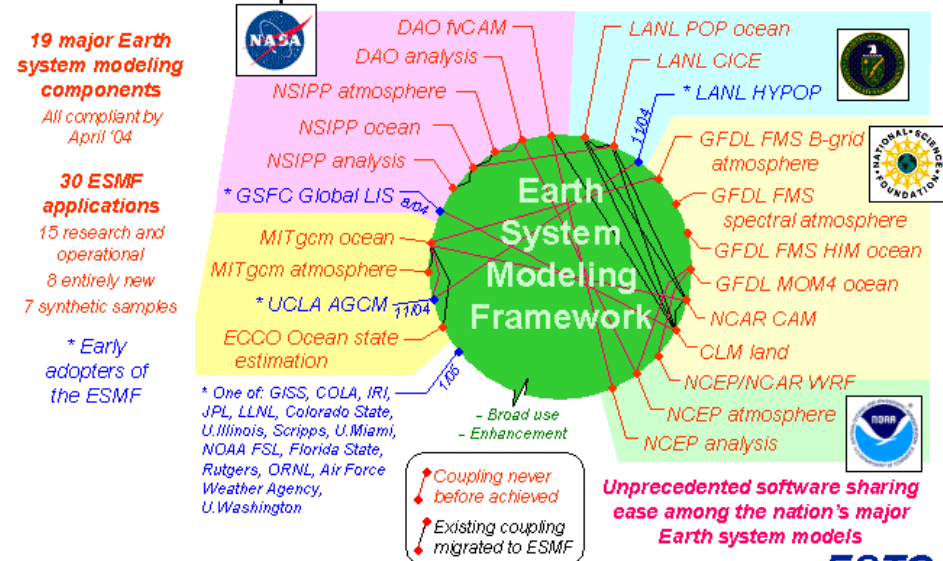 19 major Earth
system modeling
components
All compliant by
April '04
30 ESMF
applications
15 research and
operational
8 entirely new
7 synthetic samples
* Early
adopters of
the ESMF
NASA
DAO fvCAM
DAO analysis
NSIPP atmosphere
NSIPP ocean
NSIPP analysis
* GSFC Global LIS
8/04
MITgcm ocean
MITgcm atmosphere
* UCLA AGCM
11/04
ECCO Ocean state
estimation
1/05
* One of: GISS, COLA, IRI,
JPL, LLNL, Colorado State,
U.Illinois, Scripps, U.Miami,
NOAA FSL, Florida State,
Rutgers, ORNL, Air Force
Weather Agency,
U.Washington
Earth
System
Modeling
Framework
LANL POP ocean
LANL CICE
* LANL HYPOP
11/04
NATIONAL SCIENCE
FOUNDATION
GFDL FMS B-grid
atmosphere
GFDL FMS
spectral atmosphere
GFDL FMS HIM ocean
GFDL MOM4 ocean
NCAR CAM
CLM land
NCEP/NCAR WRF
NCEP atmosphere
NCEP analysis
NOAA
– Broad use
– Enhancement
Coupling never
before achieved
Existing coupling
migrated to ESMF
Unprecedented software sharing
ease among the nation's major
Earth system models